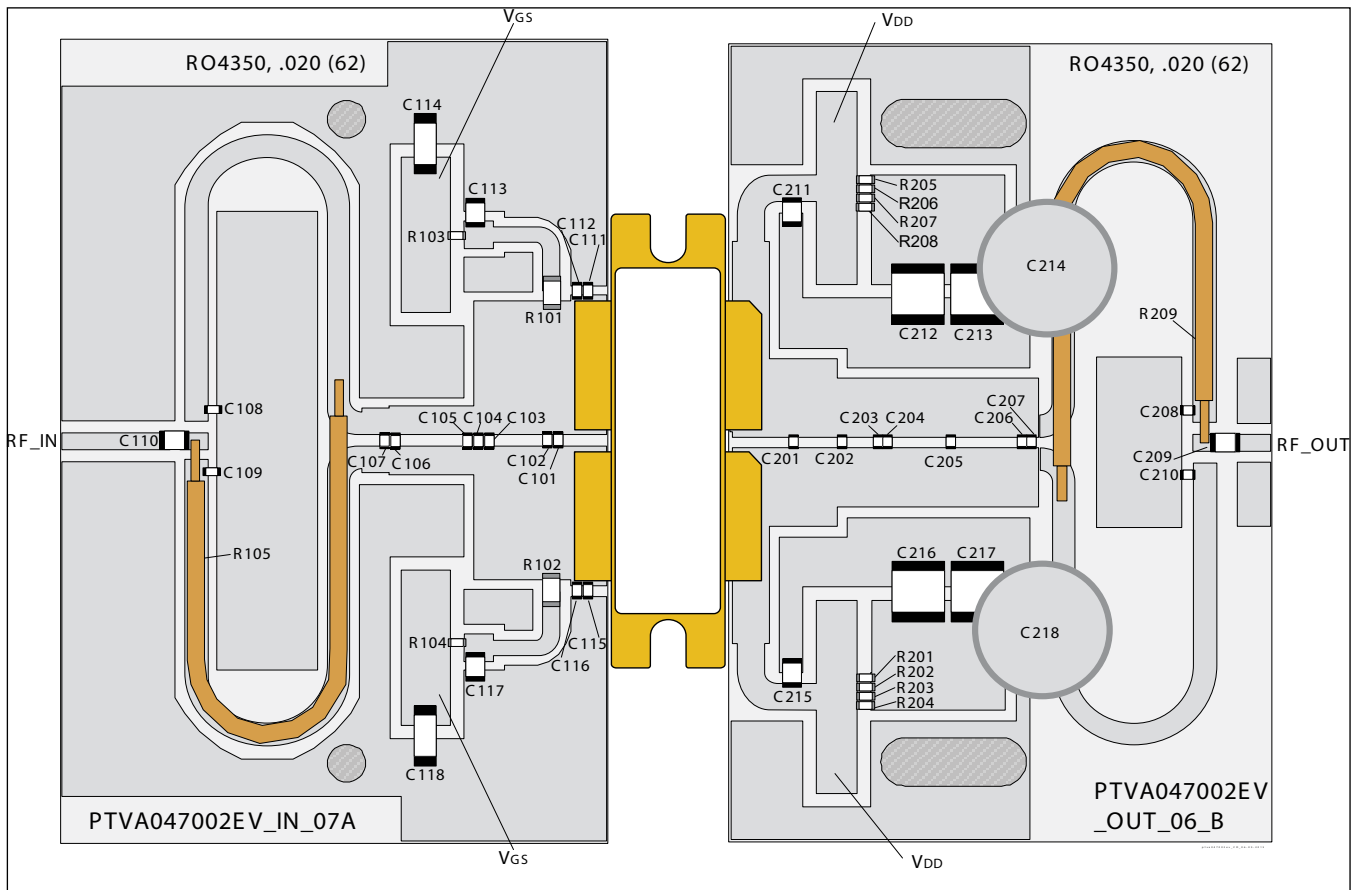 VGS
VDD
RO4350, .020 (62)
RO4350, .020 (62)
C114
C113
C112
C111
R103
R101
C211
R205
R206
R207
R208
C212
C213
C214
R209
C108
C110
RF_IN
C109
C105
C104
C103
C107
C106
C102
C101
C201
C202
C203
C204
C205
C207
C206
C208
C209
C210
RF_OUT
R105
R102
R104
C115
C116
C117
C118
C216
C217
C218
C215
R201
R202
R203
R204
PTVA047002EV_IN_07A
PTVA047002EV
_OUT_06_B
VGS
VDD